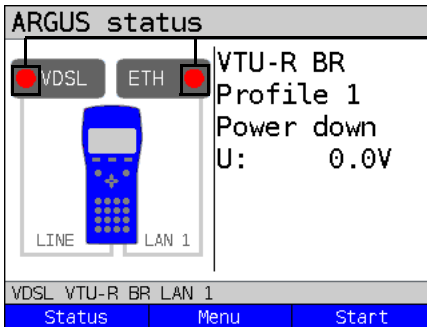 ARGUS status
VDSL ETH
VTU-R BR
Profile 1
Power down
U: 0.0V
LINE LAN 1
VDSL VTU-R BR LAN 1
Status Menu Start